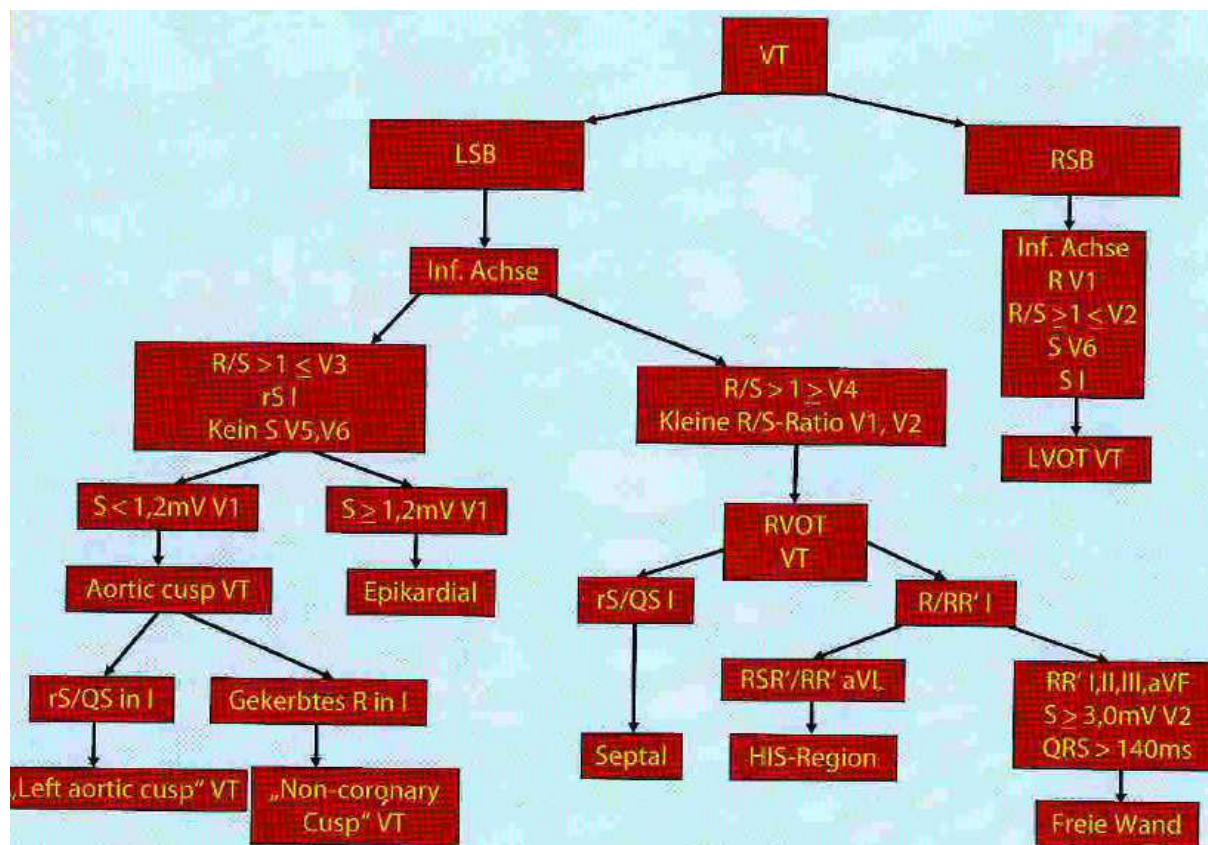 VT
LSB
RSB
Inf. Achse
Inf. Achse
R V1
R/S ≥1 ≤ V2
S V6
S I
R/S >1 ≤ V3
rS I
Kein S V5,V6
R/S > 1 ≥ V4
Kleine R/S-Ratio V1, V2
LVOT VT
S < 1,2mV V1
S ≥ 1,2mV V1
RVOT
VT
Aortic cusp VT
Epikardial
rS/QS I
R/RR‘ I
rS/QS in I
Gekerbtes R in I
RSR‘/RR‘ aVL
RR‘ I,II,III,aVF
S ≥ 3,0mV V2
QRS > 140ms
Septal
HIS-Region
„Left aortic cusp“ VT
„Non-coronary
Cusp“ VT
Freie Wand